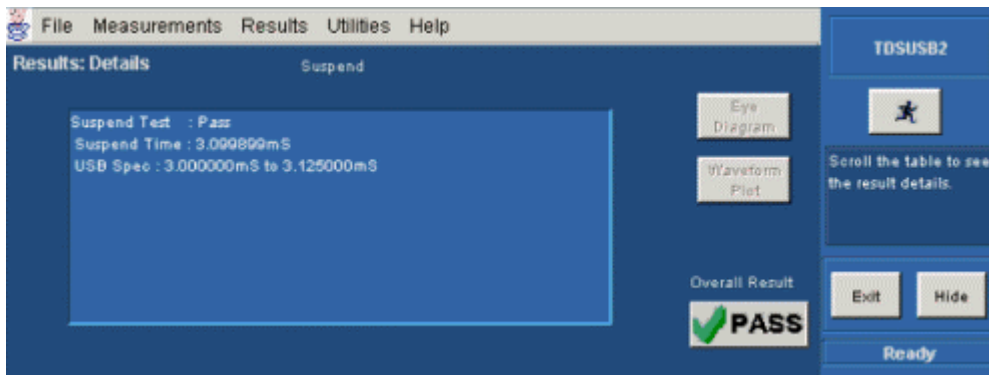 File Measurements Results Utilities Help
TDSUSB2
Results: Details
Suspend
Suspend Test : Pass
Suspend Time : 3.099899mS
USB Spec : 3.000000mS to 3.125000mS
Eye
Diagram
Waveform
Plot
Scroll the table to see
the result details.
Overall Result
PASS
Exit
Hide
Ready